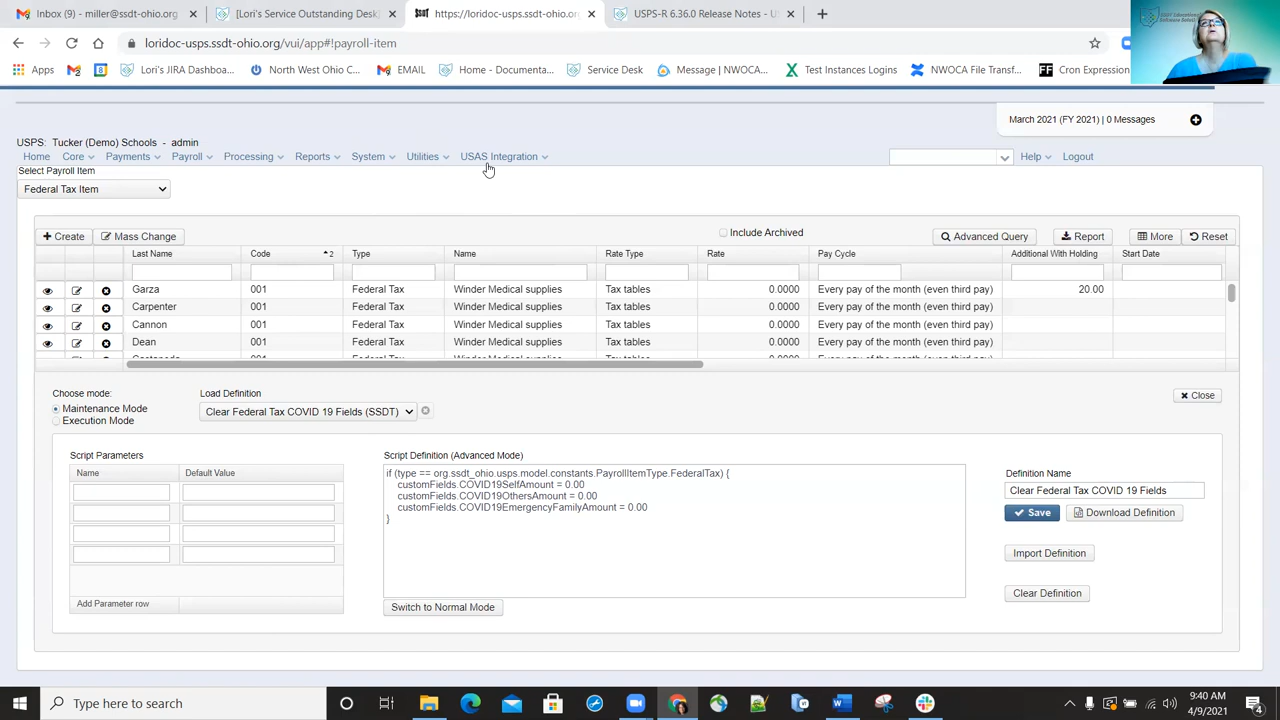 Inbox (9) - miller@ssdt-ohio.org
[Lori's Service Outstanding Desk]
https://loridoc-usps.ssdt-ohio.org/
USPS-R 6.36.0 Release Notes - U
loridoc-usps.ssdt-ohio.org/vui/app#!payroll-item
Apps
Lori's JIRA Dashboa...
North West Ohio C...
EMAIL
Home - Documenta...
Service Desk
Message | NWOCA...
Test Instances Logins
NWOCA File Transf...
Cron Expression
March 2021 (FY 2021) | 0 Messages
USPS: Tucker (Demo) Schools - admin
Home Core Payments Payroll Processing Reports System Utilities USAS Integration Help Logout
Select Payroll Item
Federal Tax Item
Create Mass Change Include Archived Advanced Query Report More Reset
Last Name Code 2 Type Name Rate Type Rate Pay Cycle Additional With Holding Start Date
Garza 001 Federal Tax Winder Medical supplies Tax tables 0.0000 Every pay of the month (even third pay) 20.00
Carpenter 001 Federal Tax Winder Medical supplies Tax tables 0.0000 Every pay of the month (even third pay)
Cannon 001 Federal Tax Winder Medical supplies Tax tables 0.0000 Every pay of the month (even third pay)
Dean 001 Federal Tax Winder Medical supplies Tax tables 0.0000 Every pay of the month (even third pay)
Choose mode:
Load Definition
Close
Maintenance Mode
Clear Federal Tax COVID 19 Fields (SSDT)
Execution Mode
Script Parameters
Script Definition (Advanced Mode)
Name Default Value
if (type == org.ssdt_ohio.usps.model.constants.PayrollItemType.FederalTax) {
customFields.COVID19SelfAmount = 0.00
customFields.COVID19OthersAmount = 0.00
customFields.COVID19EmergencyFamilyAmount = 0.00
}
Definition Name
Clear Federal Tax COVID 19 Fields
Save Download Definition
Import Definition
Clear Definition
Add Parameter row
Switch to Normal Mode
Type here to search
9:40 AM
4/9/2021
4